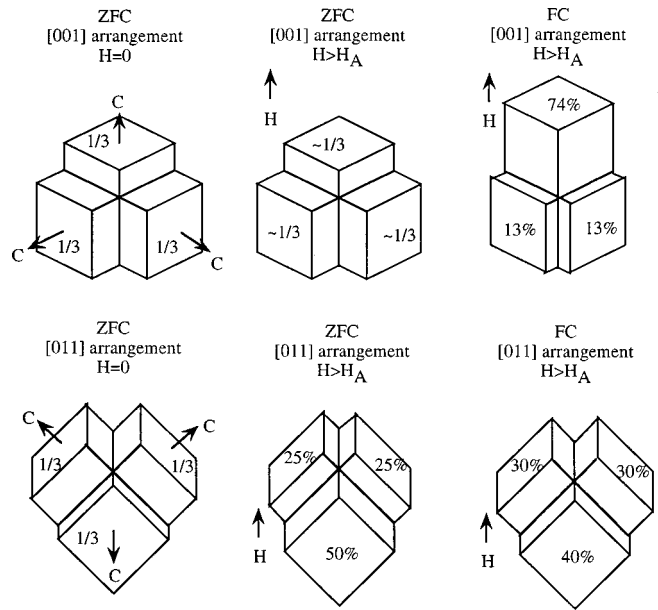 ZFC
[001] arrangement
H=0
C
1/3
1/3
1/3
C
C
ZFC
[001] arrangement
H>HA
H
~1/3
~1/3
~1/3
FC
[001] arrangement
H>HA
H
74%
13%
13%
ZFC
[011] arrangement
H=0
C
C
1/3
1/3
1/3
C
ZFC
[011] arrangement
H>HA
25%
25%
H
50%
FC
[011] arrangement
H>HA
30%
30%
H
40%